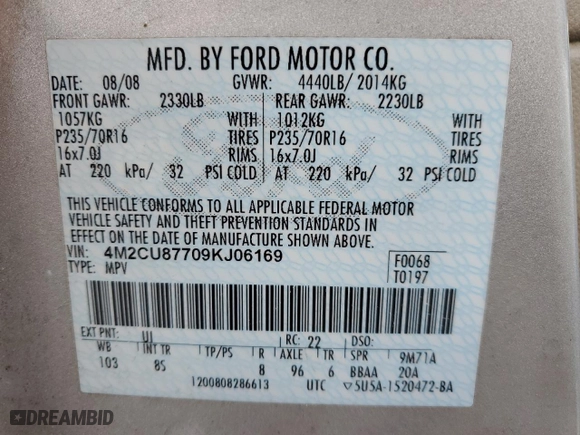 MFD. BY FORD MOTOR CO.
DATE: 08/08 GVWR: 4440LB/ 2014KG
FRONT GAWR: 2330LB REAR GAWR: 2230LB
1057KG WITH 1012KG WITH
P235/70R16 TIRES P235/70R16 TIRES
16x7.0J RIMS 16x7.0J RIMS
AT 220 kPa/ 32 PSI COLD AT 220 kPa/ 32 PSI COLD
THIS VEHICLE CONFORMS TO ALL APPLICABLE FEDERAL MOTOR
VEHICLE SAFETY AND THEFT PREVENTION STANDARDS IN
EFFECT ON THE DATE OF MANUFACTURE SHOWN ABOVE.
VIN: 4M2CU87709KJ06169 F0068
TYPE: MPV T0197
EXT PNT: UJ RC: 22 DSO:
WB INT TR TP/PS R AXLE TR SPR 9M71A
103 8S 8 96 6 BBAA 20A
1200808286613 UTC 5U5A-1520472-BA
Ford
DREAMBID